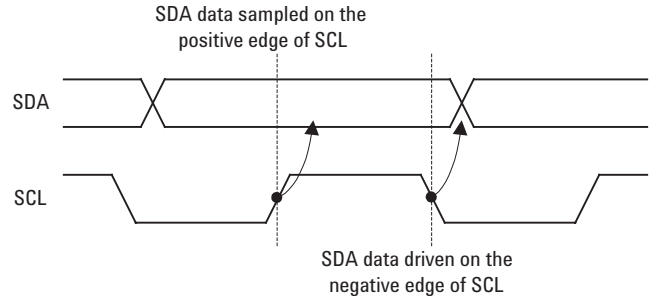 SDA data sampled on the
positive edge of SCL
SDA
SCL
SDA data driven on the
negative edge of SCL